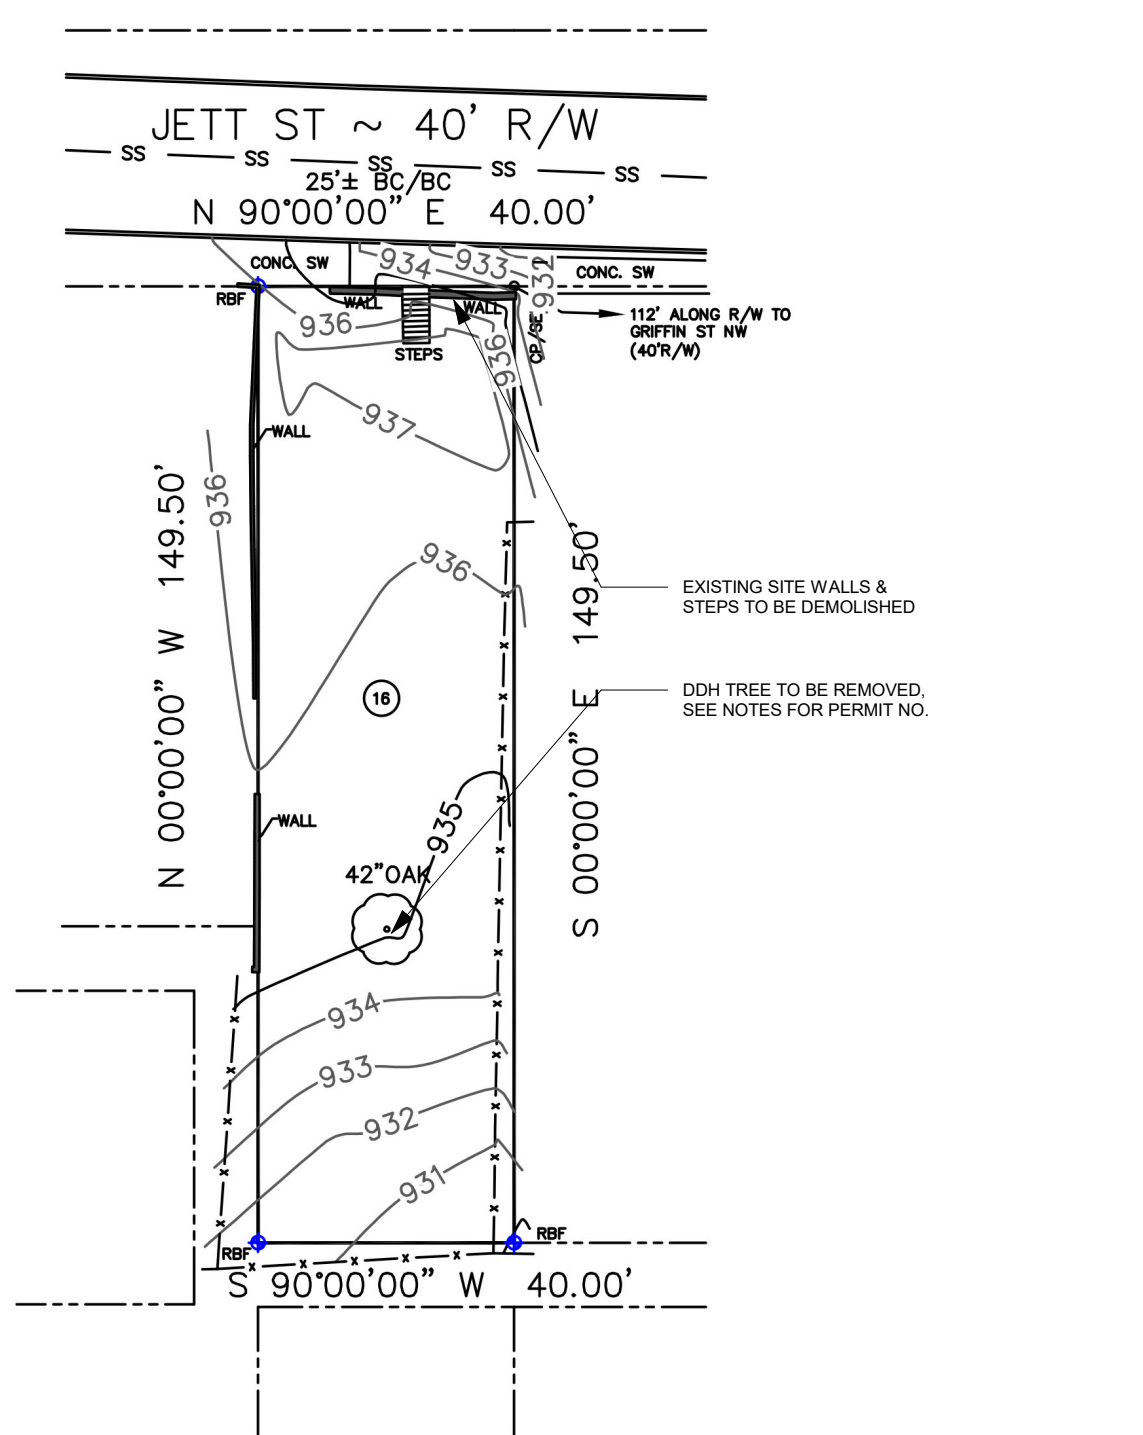 JETT ST ~ 40' R/W
SS SS SS SS SS
25'± BC/BC
N 90°00'00" E 40.00'
CONC. SW
934
933
932
CONC. SW
RBF
WALL
WALL
936
STEPS
936
CP/SE
112' ALONG R/W TO
GRIFFIN ST NW
(40'R/W)
937
WALL
936
N 00°00'00" W 149.50'
936
S 00°00'00" E 149.50'
EXISTING SITE WALLS &
STEPS TO BE DEMOLISHED
16
DDH TREE TO BE REMOVED,
SEE NOTES FOR PERMIT NO.
WALL
935
42"OAK
934
933
932
931
RBF
RBF
S 90°00'00" W 40.00'